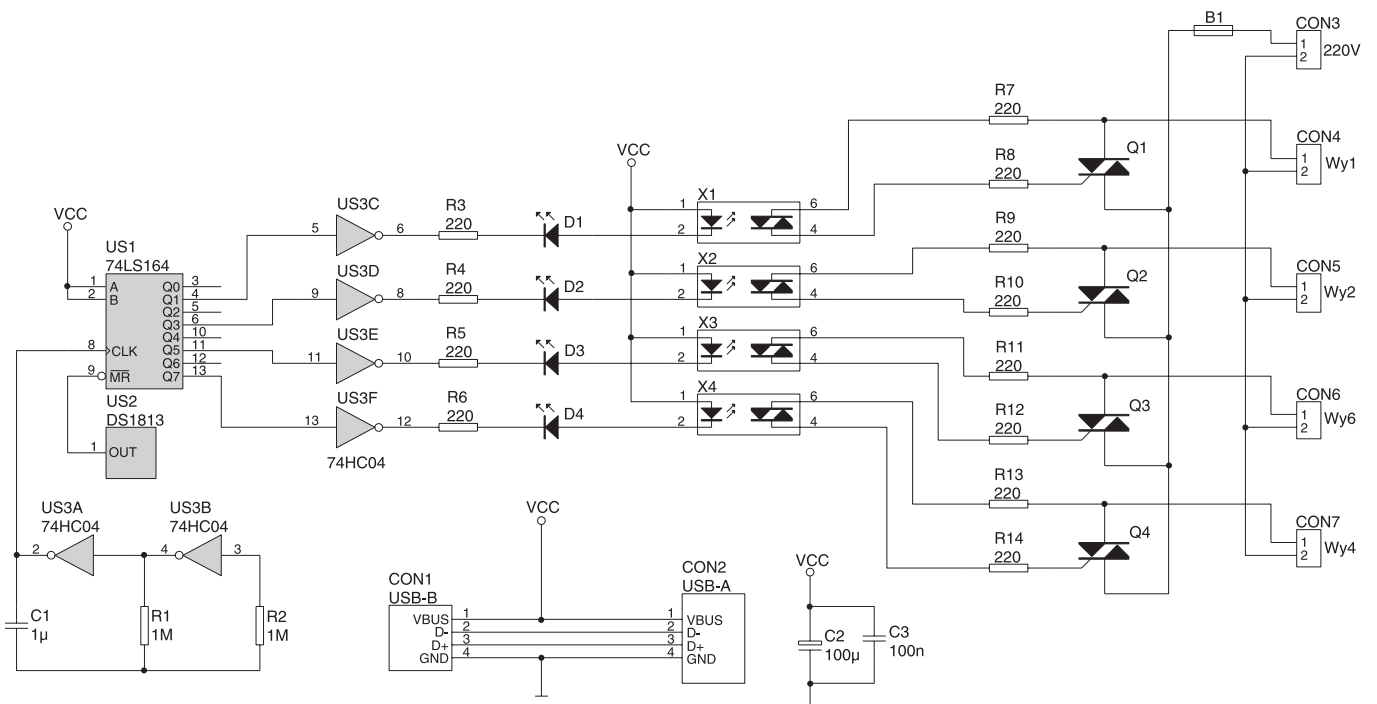 B1
CON3
1
2
220V
R7
220
CON4
1
2
Wy1
Q1
R8
220
VCC
X1
1
2
6
4
US3C
5
6
R3
220
D1
VCC
US1
74LS164
1
2
A
B
Q0
Q1
Q2
Q3
Q4
Q5
Q6
Q7
3
4
5
6
10
11
12
13
8
CLK
9
MR
US3D
9
8
R4
220
D2
X2
1
2
6
4
R9
220
R10
220
Q2
CON5
1
2
Wy2
US3E
11
10
R5
220
D3
X3
1
2
6
4
R11
220
R12
220
Q3
CON6
1
2
Wy6
US2
DS1813
1
OUT
US3F
13
12
74HC04
R6
220
D4
X4
1
2
6
4
R13
220
R14
220
Q4
CON7
1
2
Wy4
US3A
74HC04
2
US3B
74HC04
4
3
C1
1µ
R1
1M
R2
1M
VCC
CON1
USB-B
VBUS
D-
D+
GND
1
2
3
4
CON2
USB-A
1
2
3
4
VBUS
D-
D+
GND
VCC
C2
100µ
C3
100n